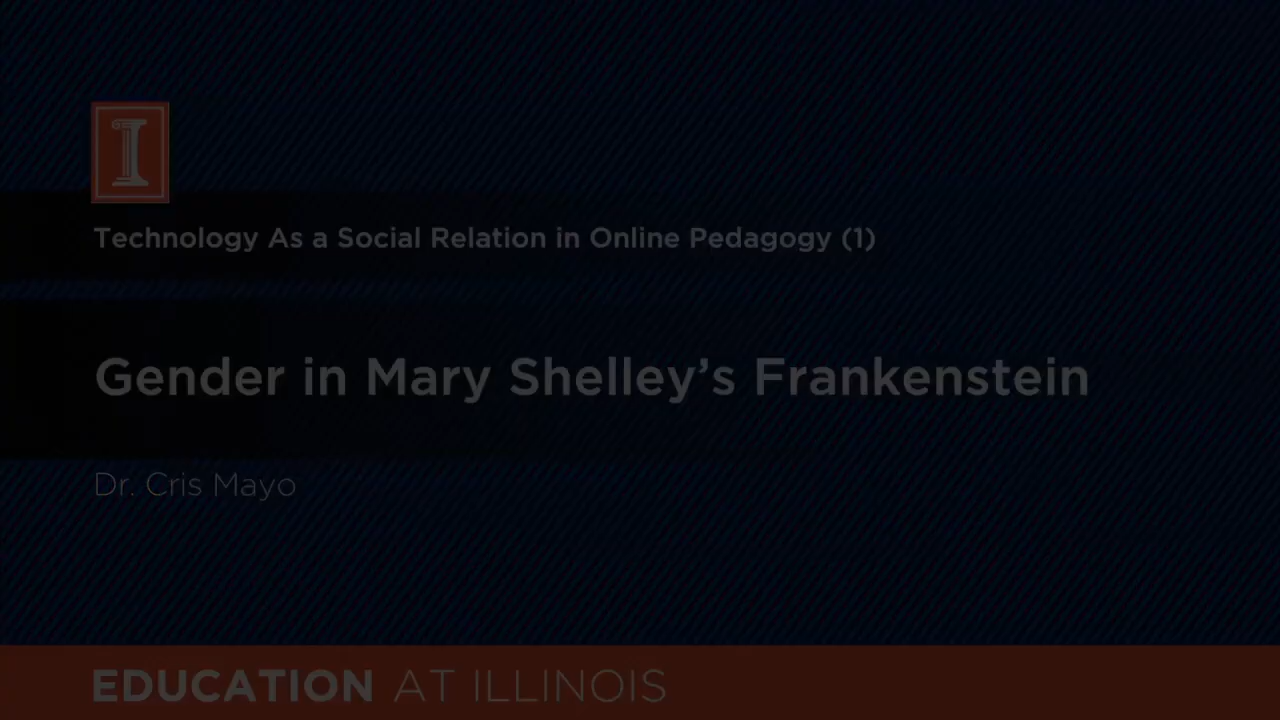 I
Technology As a Social Relation in Online Pedagogy (1)
Gender in Mary Shelley’s Frankenstein
Dr. Cris Mayo
EDUCATION AT ILLINOIS